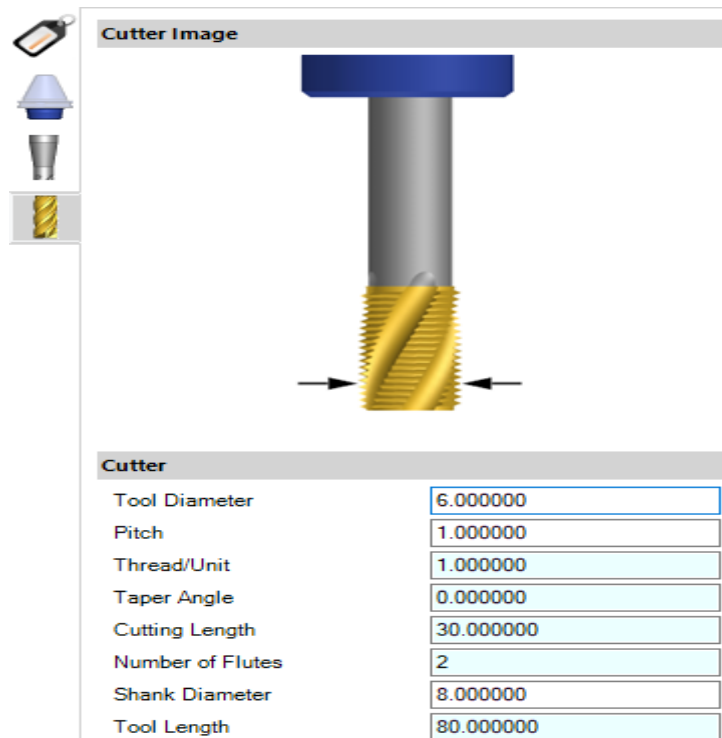 Cutter Image
Cutter
Tool Diameter 6.000000
Pitch 1.000000
Thread/Unit 1.000000
Taper Angle 0.000000
Cutting Length 30.000000
Number of Flutes 2
Shank Diameter 8.000000
Tool Length 80.000000